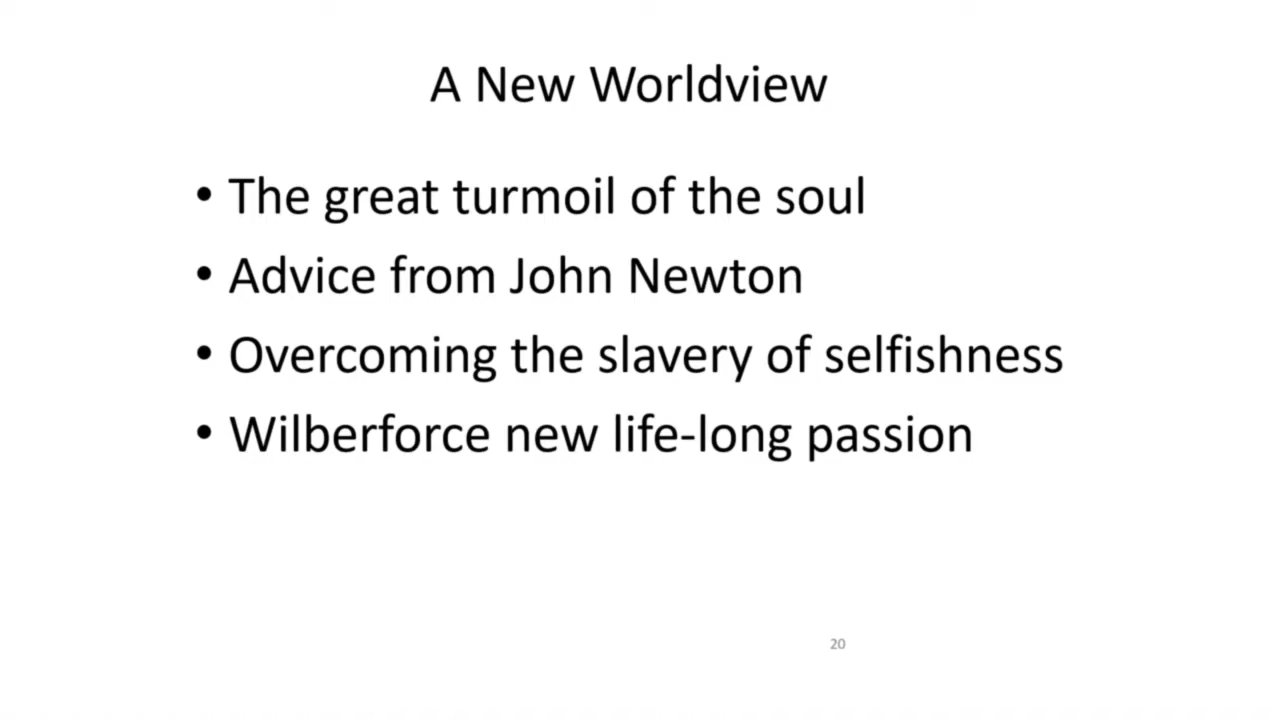 A New Worldview
• The great turmoil of the soul
• Advice from John Newton
• Overcoming the slavery of selfishness
• Wilberforce new life-long passion
20